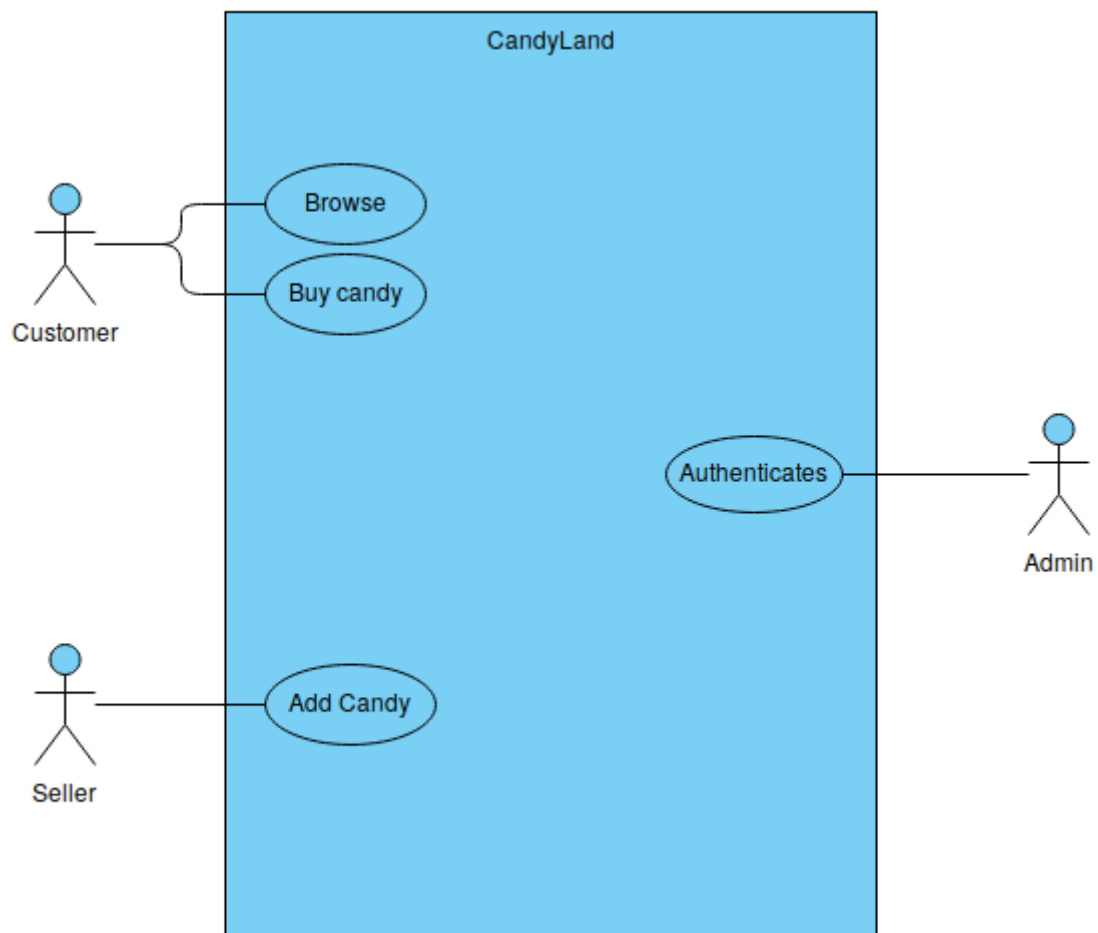 CandyLand
Browse
Buy candy
Customer
Authenticates
Admin
Add Candy
Seller